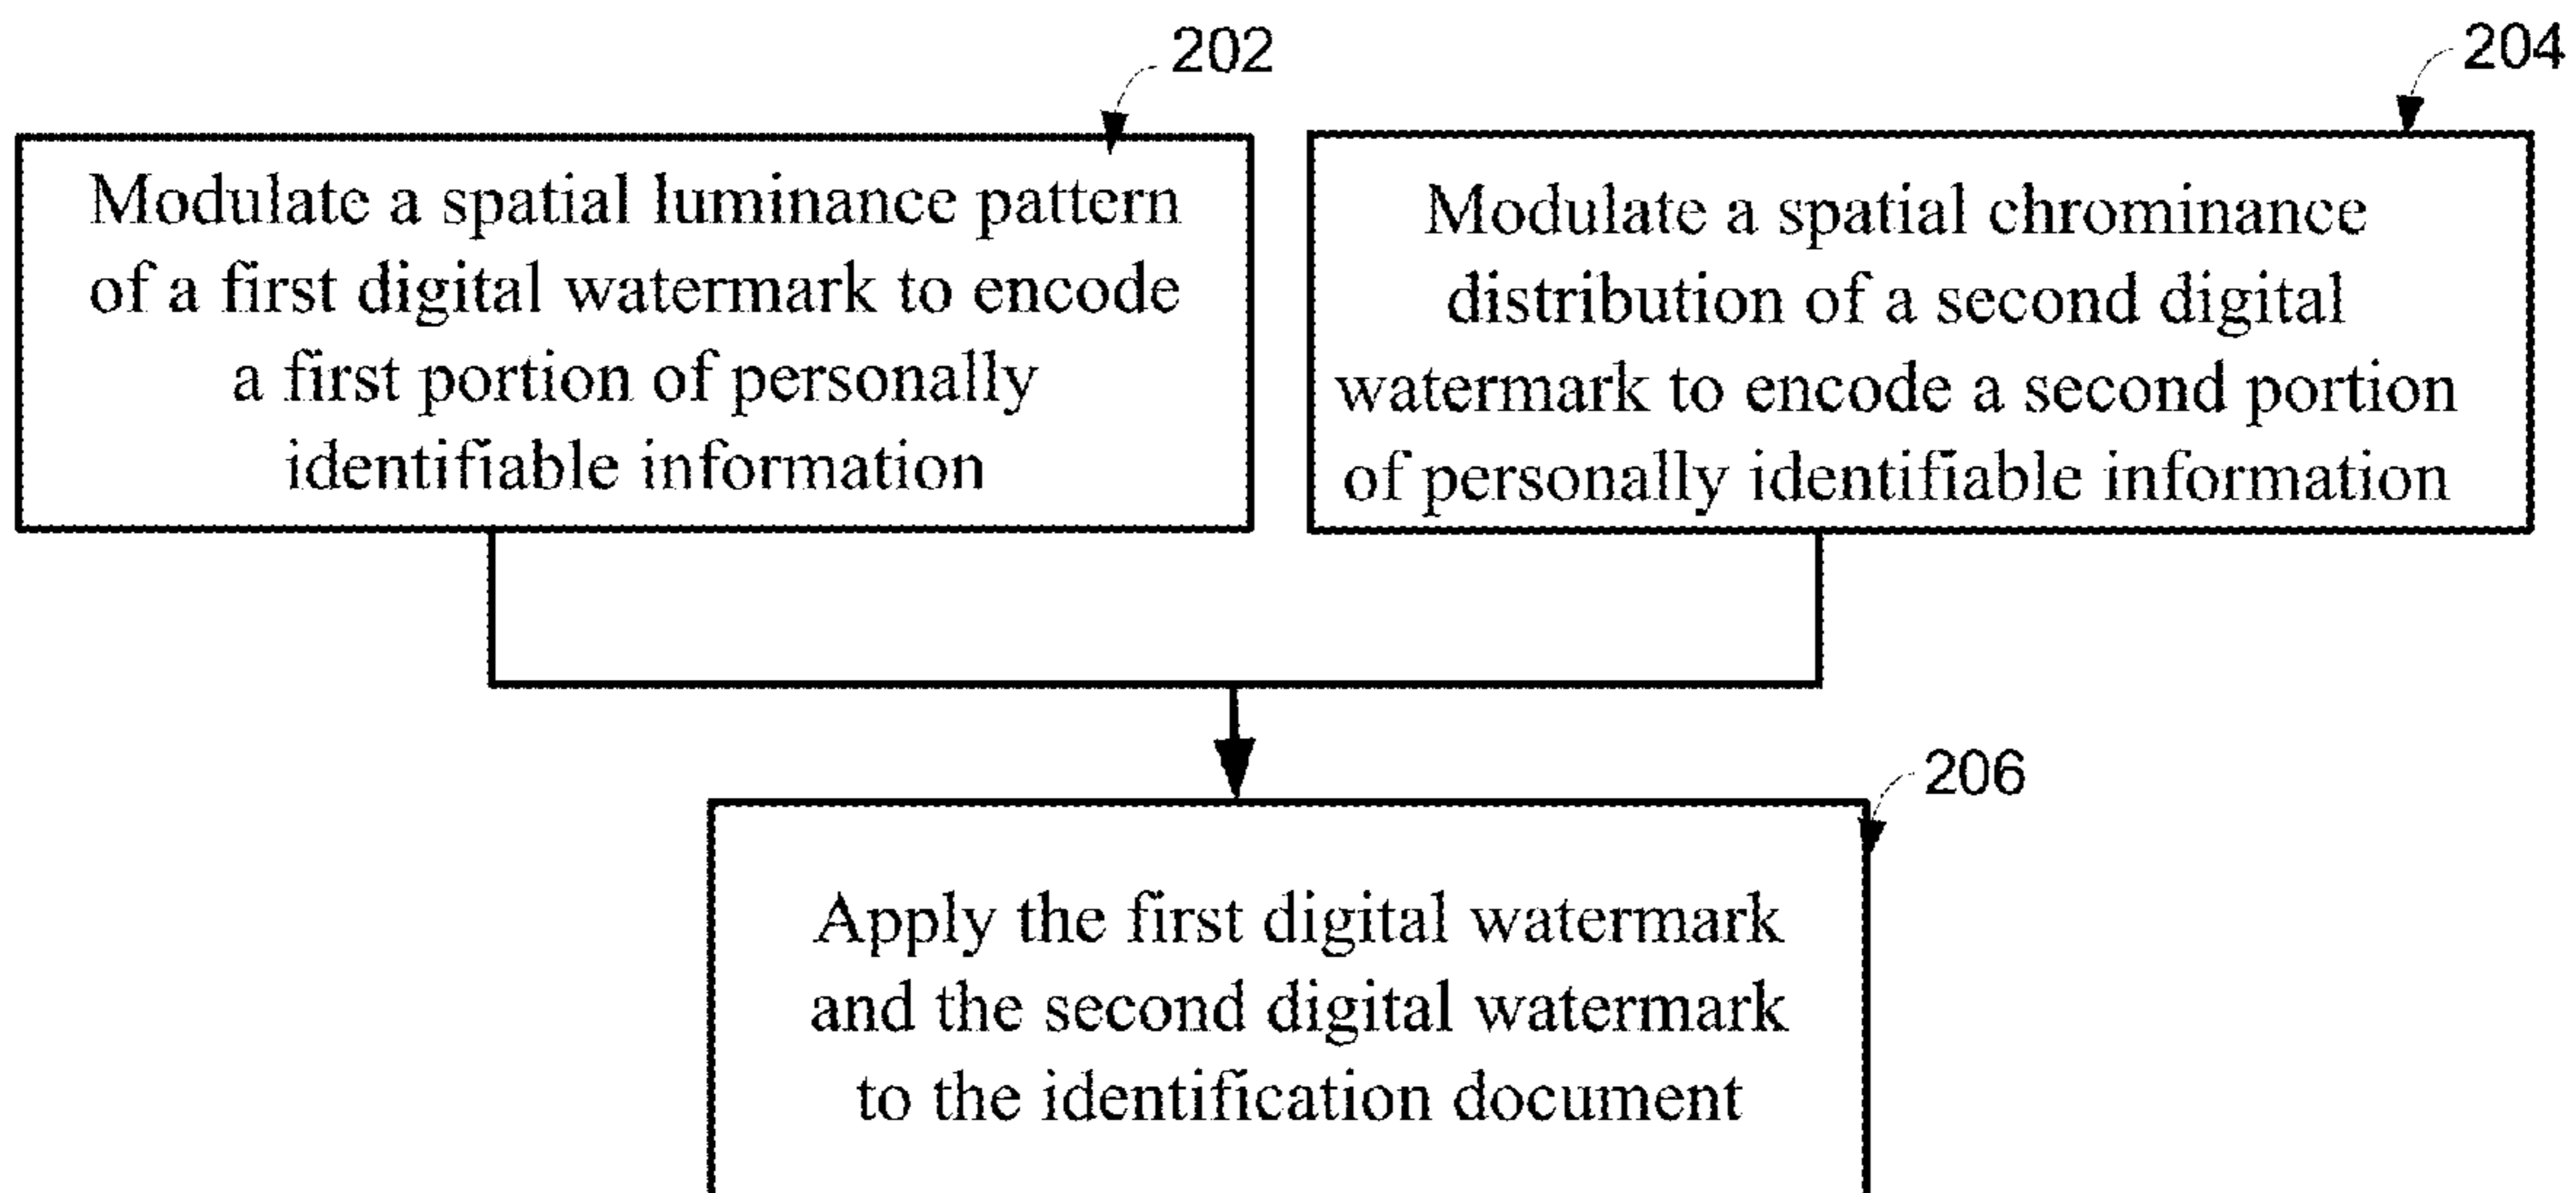 202
204
Modulate a spatial luminance pattern
of a first digital watermark to encode
a first portion of personally
identifiable information
Modulate a spatial chrominance
distribution of a second digital
watermark to encode a second portion
of personally identifiable information
206
Apply the first digital watermark
and the second digital watermark
to the identification document